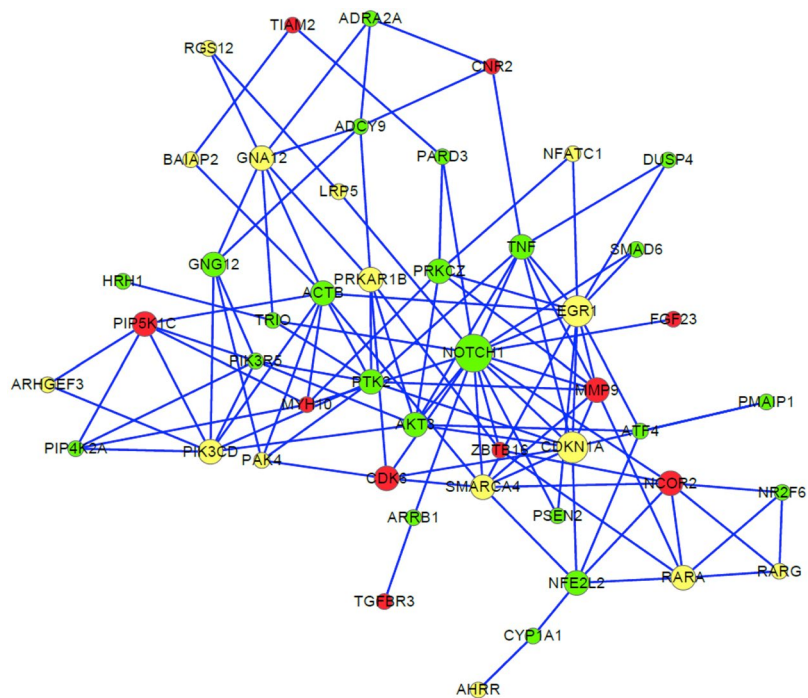 TIAM2
ADRA2A
RGS12
CNR2
ADCY9
BAIAP2
GNA12
PARD3
NFATC1
DUSP4
LRP5
TNF
SMAD6
GNG12
PRKCZ
HRH1
PRKAR1B
ACTB
EGR1
PIP5K1C
TRIO
FGF23
NOTCH1
PIK3R5
ARHGEF3
PTK2
MMP9
MYH10
PMAIP1
AKT3
ATF4
PIP4K2A
PIK3CD
PAK4
ZBTB16
CDKN1A
CDK6
SMARCA4
NCOR2
NR2F6
ARRB1
PSEN2
RARA
RARG
NFE2L2
TGFBR3
CYP1A1
AHRR